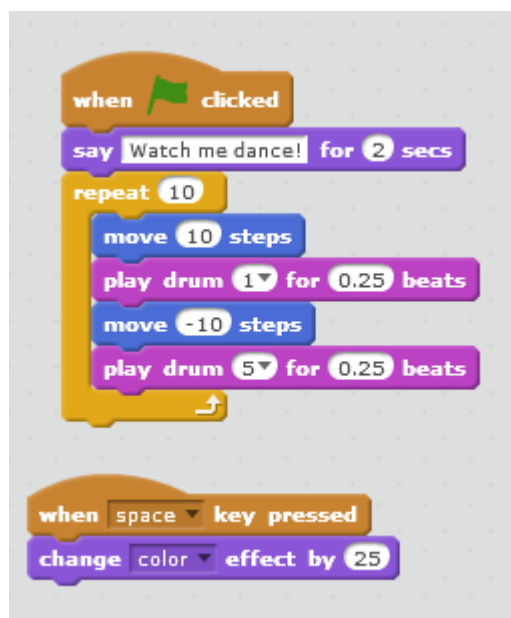 when clicked
say Watch me dance! for 2 secs
repeat 10
move 10 steps
play drum 1 for 0.25 beats
move -10 steps
play drum 5 for 0.25 beats
when space key pressed
change color effect by 25